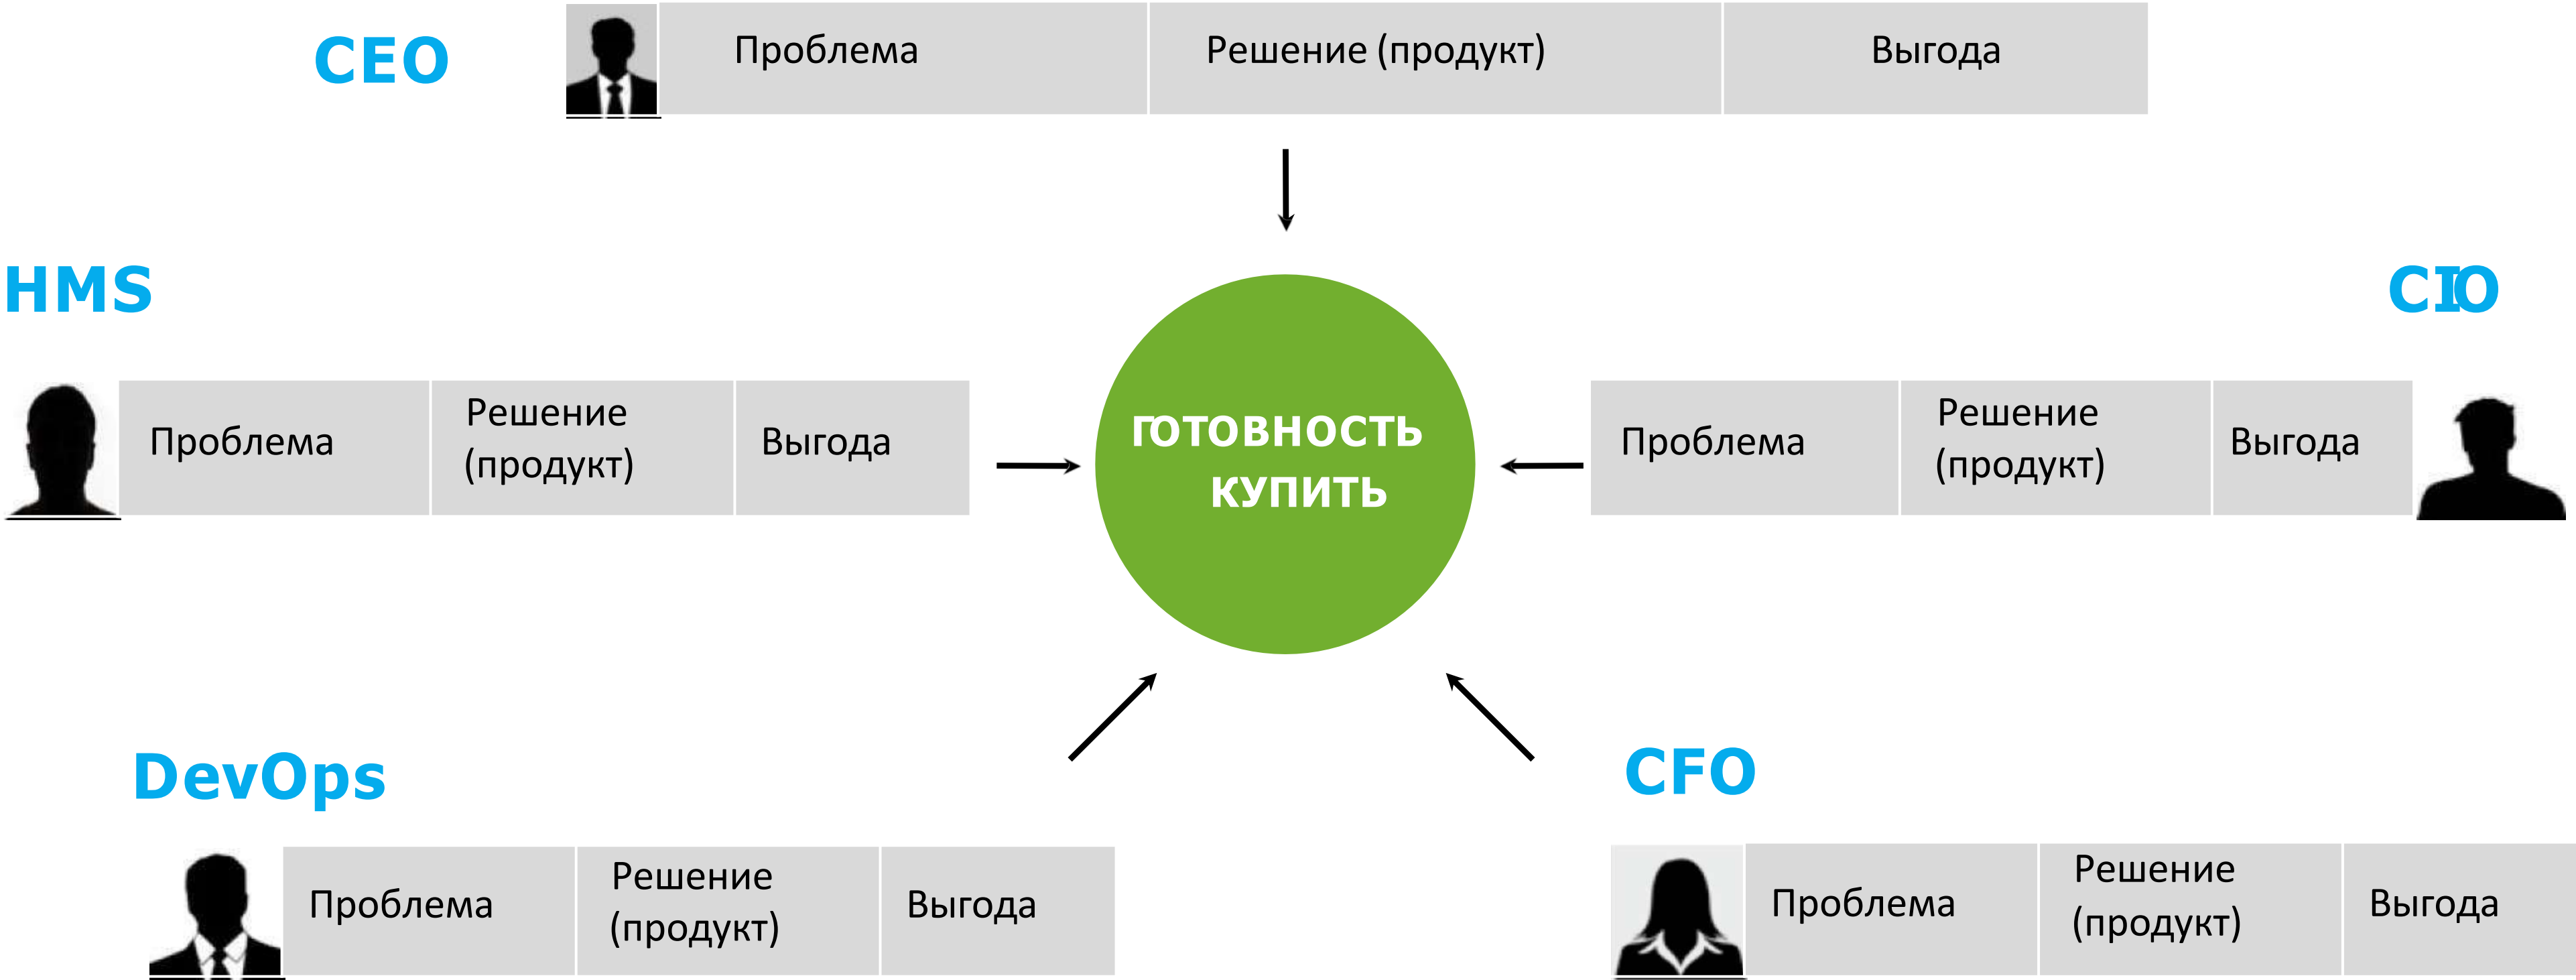 CEO
Проблема
Решение (продукт)
Выгода
HMS
CIO
Проблема
Решение
(продукт)
Выгода
ГОТОВНОСТЬ
КУПИТЬ
Проблема
Решение
(продукт)
Выгода
DevOps
CFO
Проблема
Решение
(продукт)
Выгода
Проблема
Решение
(продукт)
Выгода